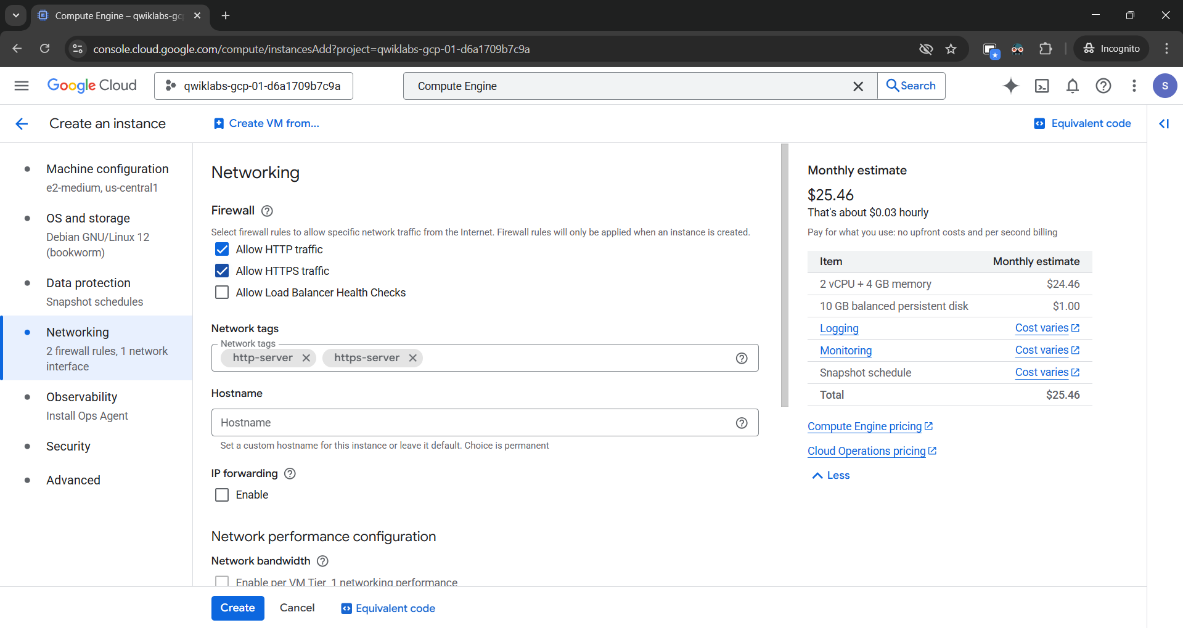 Compute Engine – qwiklabs-gc
console.cloud.google.com/compute/instancesAdd?project=qwiklabs-gcp-01-d6a1709b7c9a
Incognito
Google Cloud
qwiklabs-gcp-01-d6a1709b7c9a
Compute Engine
Search
S
Create an instance
Create VM from...
Equivalent code
Machine configuration
e2-medium, us-central1
OS and storage
Debian GNU/Linux 12
(bookworm)
Data protection
Snapshot schedules
Networking
2 firewall rules, 1 network
interface
Observability
Install Ops Agent
Security
Advanced
Networking
Firewall
Select firewall rules to allow specific network traffic from the Internet. Firewall rules will only be applied when an instance is created.
Allow HTTP traffic
Allow HTTPS traffic
Allow Load Balancer Health Checks
Network tags
Network tags
http-server
https-server
Hostname
Hostname
Set a custom hostname for this instance or leave it default. Choice is permanent
IP forwarding
Enable
Network performance configuration
Network bandwidth
Enable per VM Tier_1 networking performance
Create
Cancel
Equivalent code
Monthly estimate
$25.46
That's about $0.03 hourly
Pay for what you use: no upfront costs and per second billing
Item Monthly estimate
2 vCPU + 4 GB memory $24.46
10 GB balanced persistent disk $1.00
Logging Cost varies
Monitoring Cost varies
Snapshot schedule Cost varies
Total $25.46
Compute Engine pricing
Cloud Operations pricing
Less